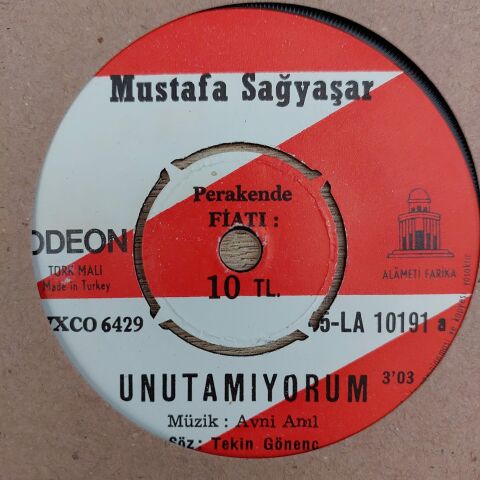 Mustafa Sağyaşar
Perakende
FİATI :
10 TL.
ODEON
TÜRK MALI
Made in Turkey
ALÂMETİ FARİKA
XCO 6429
5-LA 10191 a
UNUTAMIYORUM 3'03
Müzik : Avni Anıl
Söz: Tekin Gönenç